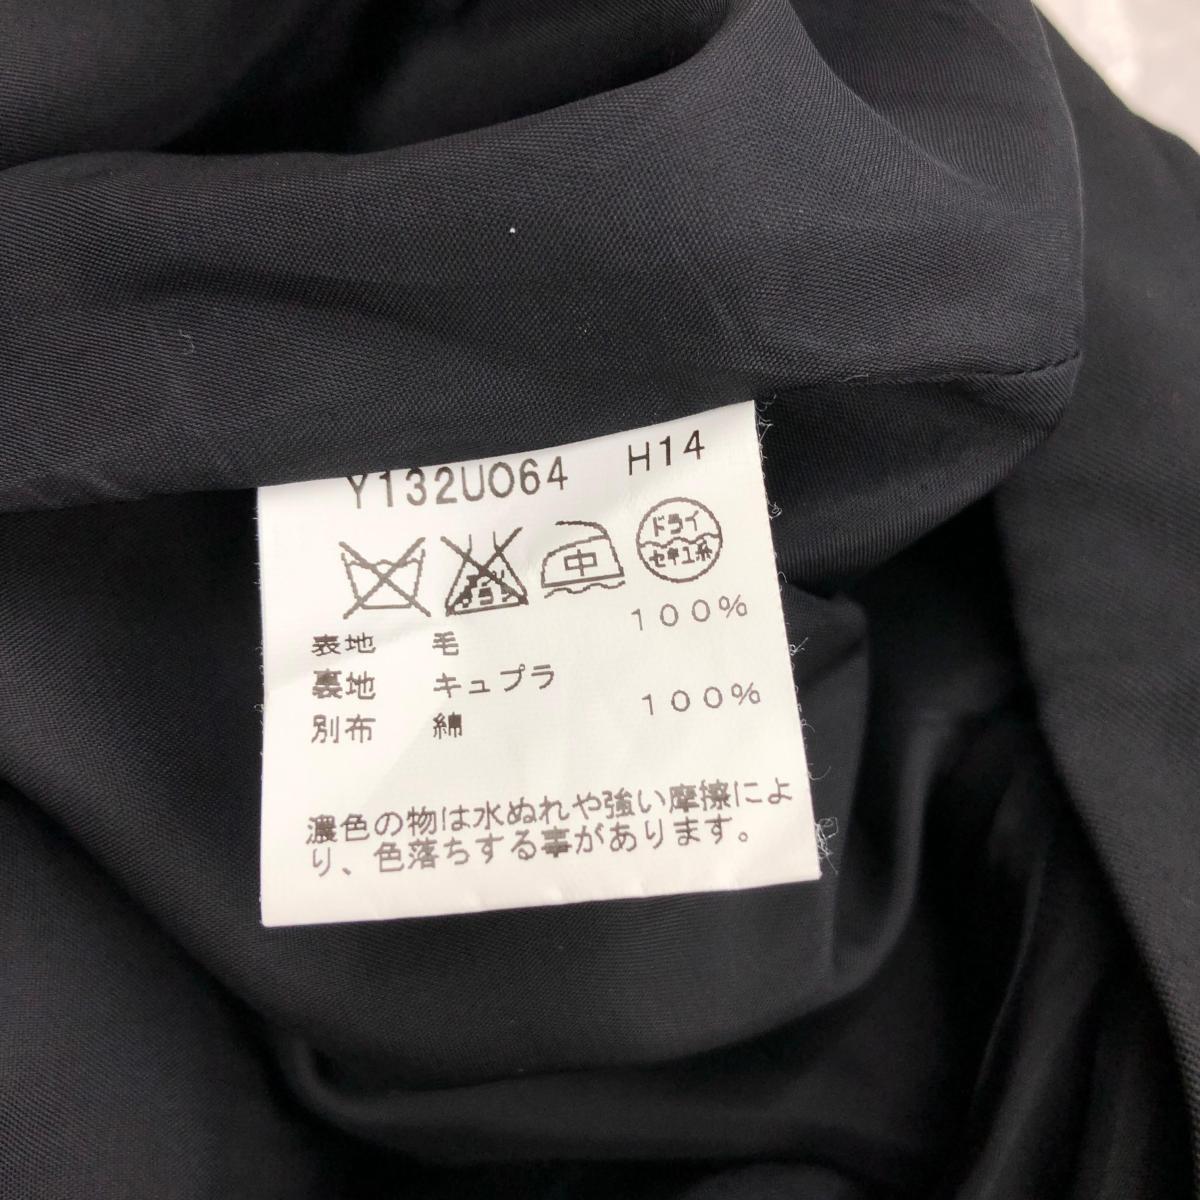 Y132U064 H14
中 ドライ セキユ系
表地 毛 100%
裏地 キュプラ
別布 綿 100%
濃色の物は水ぬれや強い摩擦によ
り、色落ちする事があります。